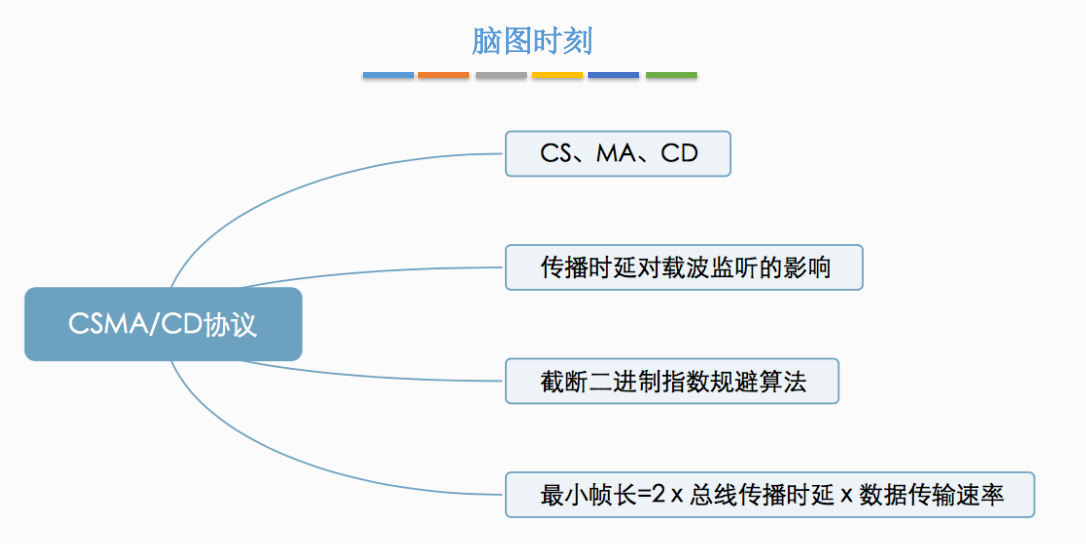 脑图时刻
CS、MA、CD
传播时延对载波监听的影响
CSMA/CD协议
截断二进制指数规避算法
最小帧长=2 x 总线传播时延 x 数据传输速率